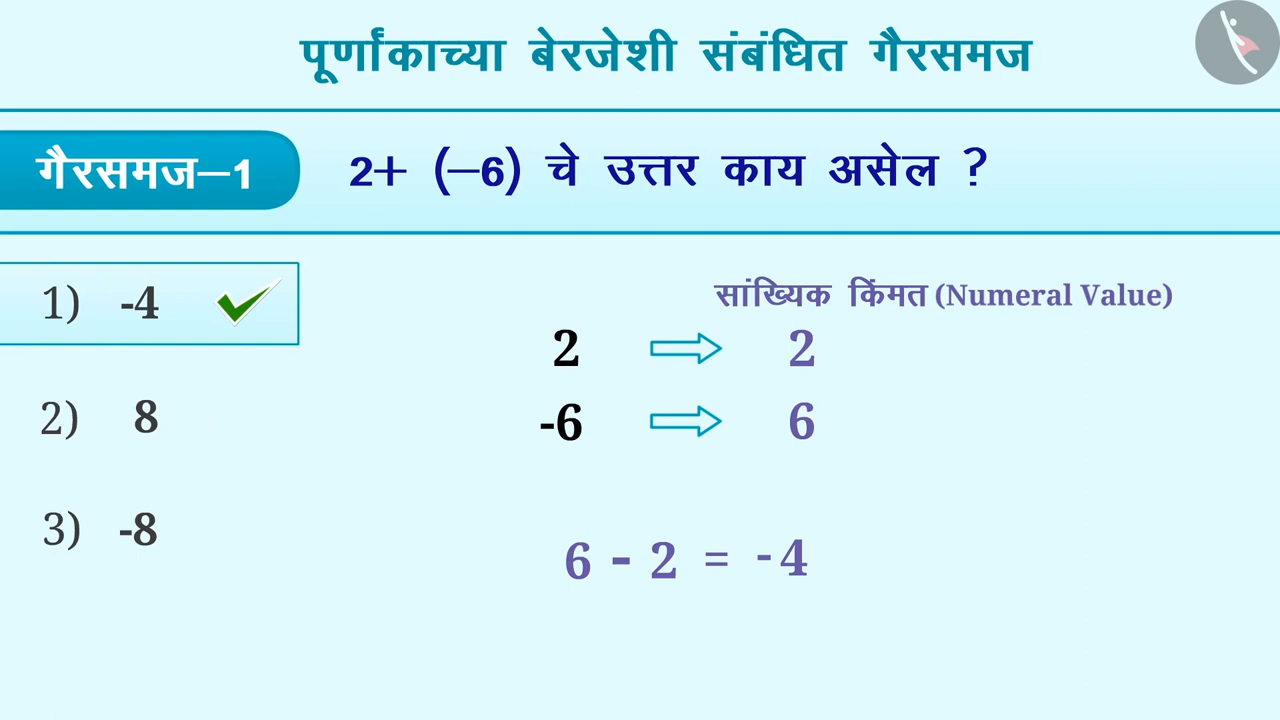 पूर्णांकाच्या बेरजेशी संबंधित गैरसमज
गैरसमज–1
2+ (–6) चे उत्तर काय असेल ?
1) -4
सांख्यिक किंमत (Numeral Value)
2 2
-6 6
2) 8
3) -8
6 - 2 = -4